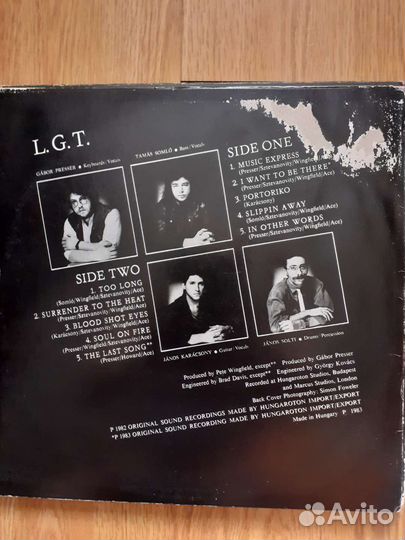 L.G.T.
GÁBOR PRESSER ● Keyboards/Vocals
TAMÁS SOMLÓ ● Bass/Vocals
SIDE ONE
1. MUSIC EXPRESS
(Presser/Sztevanovity/Wingfield/Ace)
2. I WANT TO BE THERE*
(Presser/Sztevanovity/Wingfield/Ace)
3. PORTORIKO
(Karácsony)
4. SLIPPIN AWAY
(Somló/Sztevanovity/Wingfield/Ace)
5. IN OTHER WORDS
(Presser/Sztevanovity/Wingfield/Ace)
SIDE TWO
1. TOO LONG
(Somló/Wingfield/Sztevanovity/Ace)
2. SURRENDER TO THE HEAT
(Presser/Sztevanovity/Wingfield/Ace)
3. BLOOD SHOT EYES
(Karácsony/Sztevanovity/Wingfield/Ace)
4. SOUL ON FIRE
(Presser/Wingfield/Sztevanovity/Ace)
5. THE LAST SONG**
(Presser/Howard/Ace)
JÁNOS KARÁCSONY ● Guitar/Vocals
JÁNOS SOLTI ● Drums/Percussion
Produced by Pete Wingfield, except** Produced by Gábor Presser
Engineered by Brad Davis, except** Engineered by György Kovács
Recorded at Hungaroton Studios, Budapest
and Marcus Studios, London
Back Cover Photography: Simon Foweler
P 1982 ORIGINAL SOUND RECORDINGS MADE BY HUNGAROTON IMPORT/EXPORT
*P 1983 ORIGINAL SOUND RECORDING MADE BY HUNGAROTON IMPORT/EXPORT
Made in Hungary P 1983
Avito